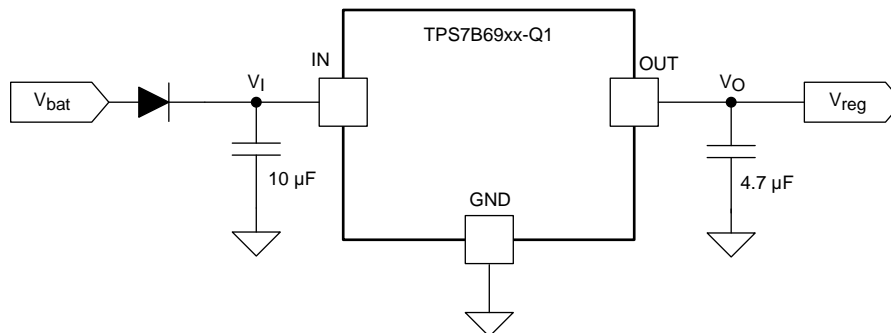 TPS7B69xx-Q1
IN
OUT
V_I
V_O
V_bat
V_reg
10 µF
4.7 µF
GND